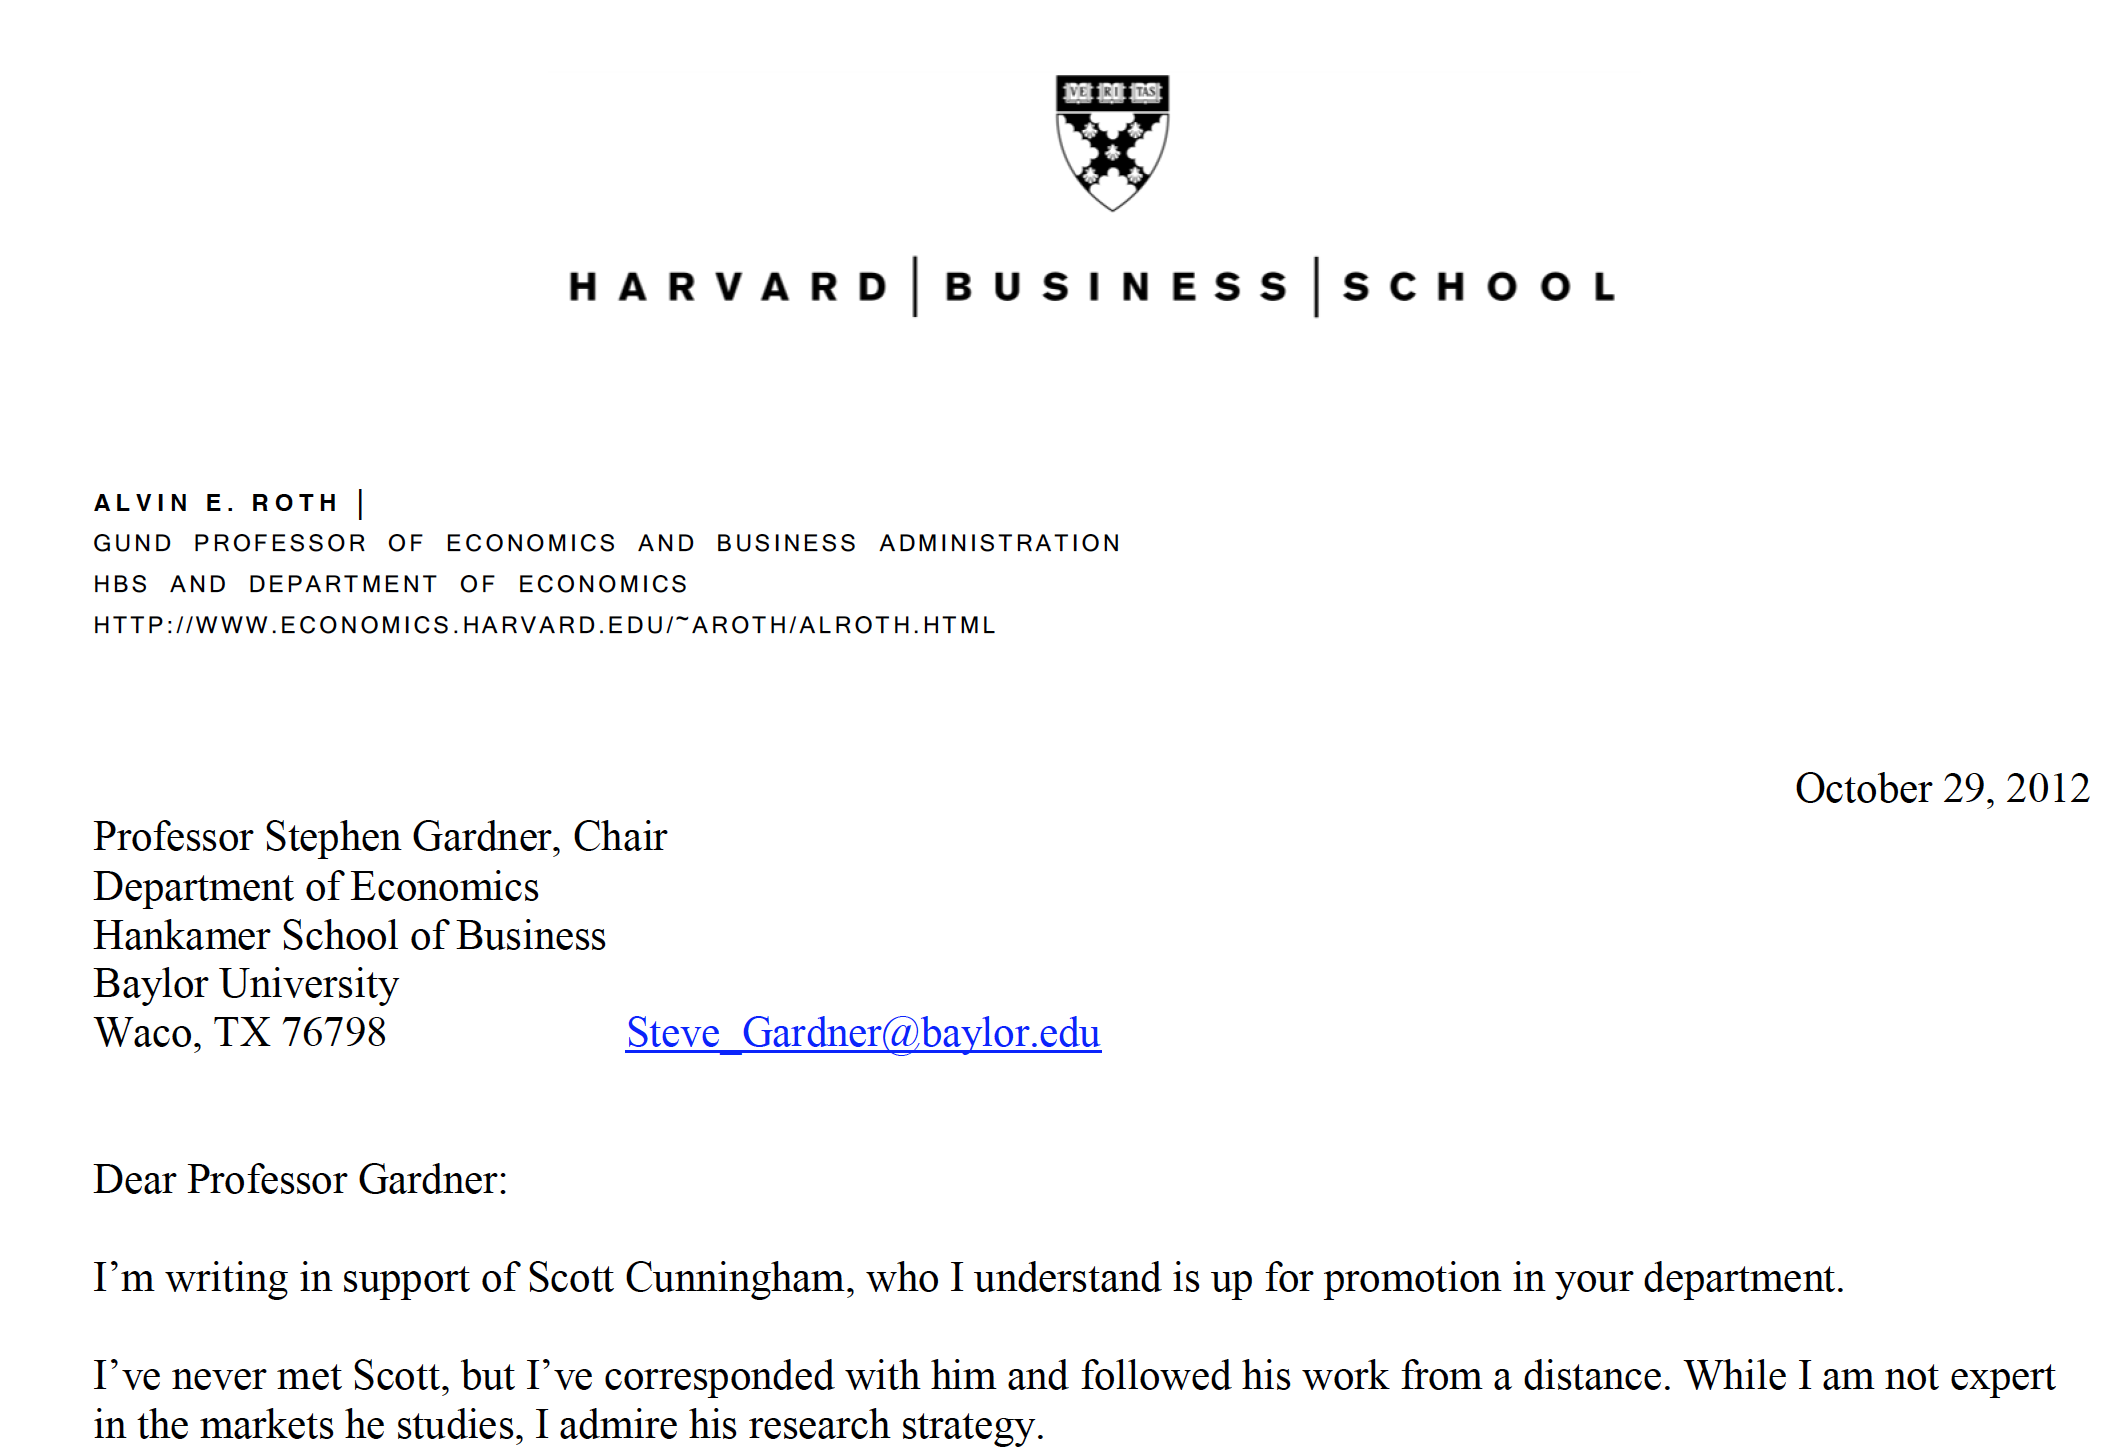 VE RI TAS
HARVARD|BUSINESS|SCHOOL
ALVIN E. ROTH |
GUND PROFESSOR OF ECONOMICS AND BUSINESS ADMINISTRATION
HBS AND DEPARTMENT OF ECONOMICS
HTTP://WWW.ECONOMICS.HARVARD.EDU/~AROTH/ALROTH.HTML
October 29, 2012
Professor Stephen Gardner, Chair
Department of Economics
Hankamer School of Business
Baylor University
Waco, TX 76798 Steve_Gardner@baylor.edu
Dear Professor Gardner:
I’m writing in support of Scott Cunningham, who I understand is up for promotion in your department.
I’ve never met Scott, but I’ve corresponded with him and followed his work from a distance. While I am not expert
in the markets he studies, I admire his research strategy.